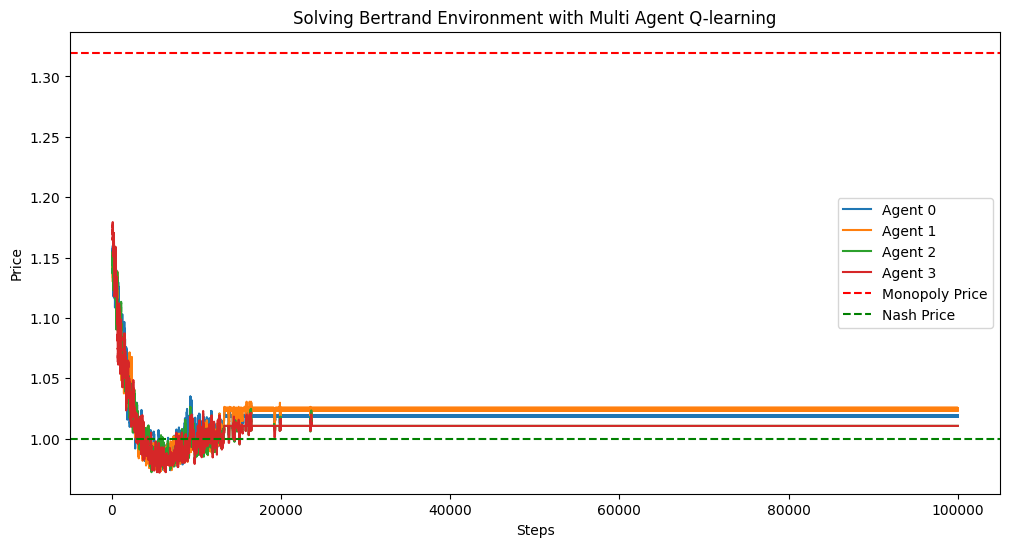 Solving Bertrand Environment with Multi Agent Q-learning
Price
1.30
1.25
1.20
1.15
1.10
1.05
1.00
Agent 0
Agent 1
Agent 2
Agent 3
Monopoly Price
Nash Price
0
20000
40000
60000
80000
100000
Steps